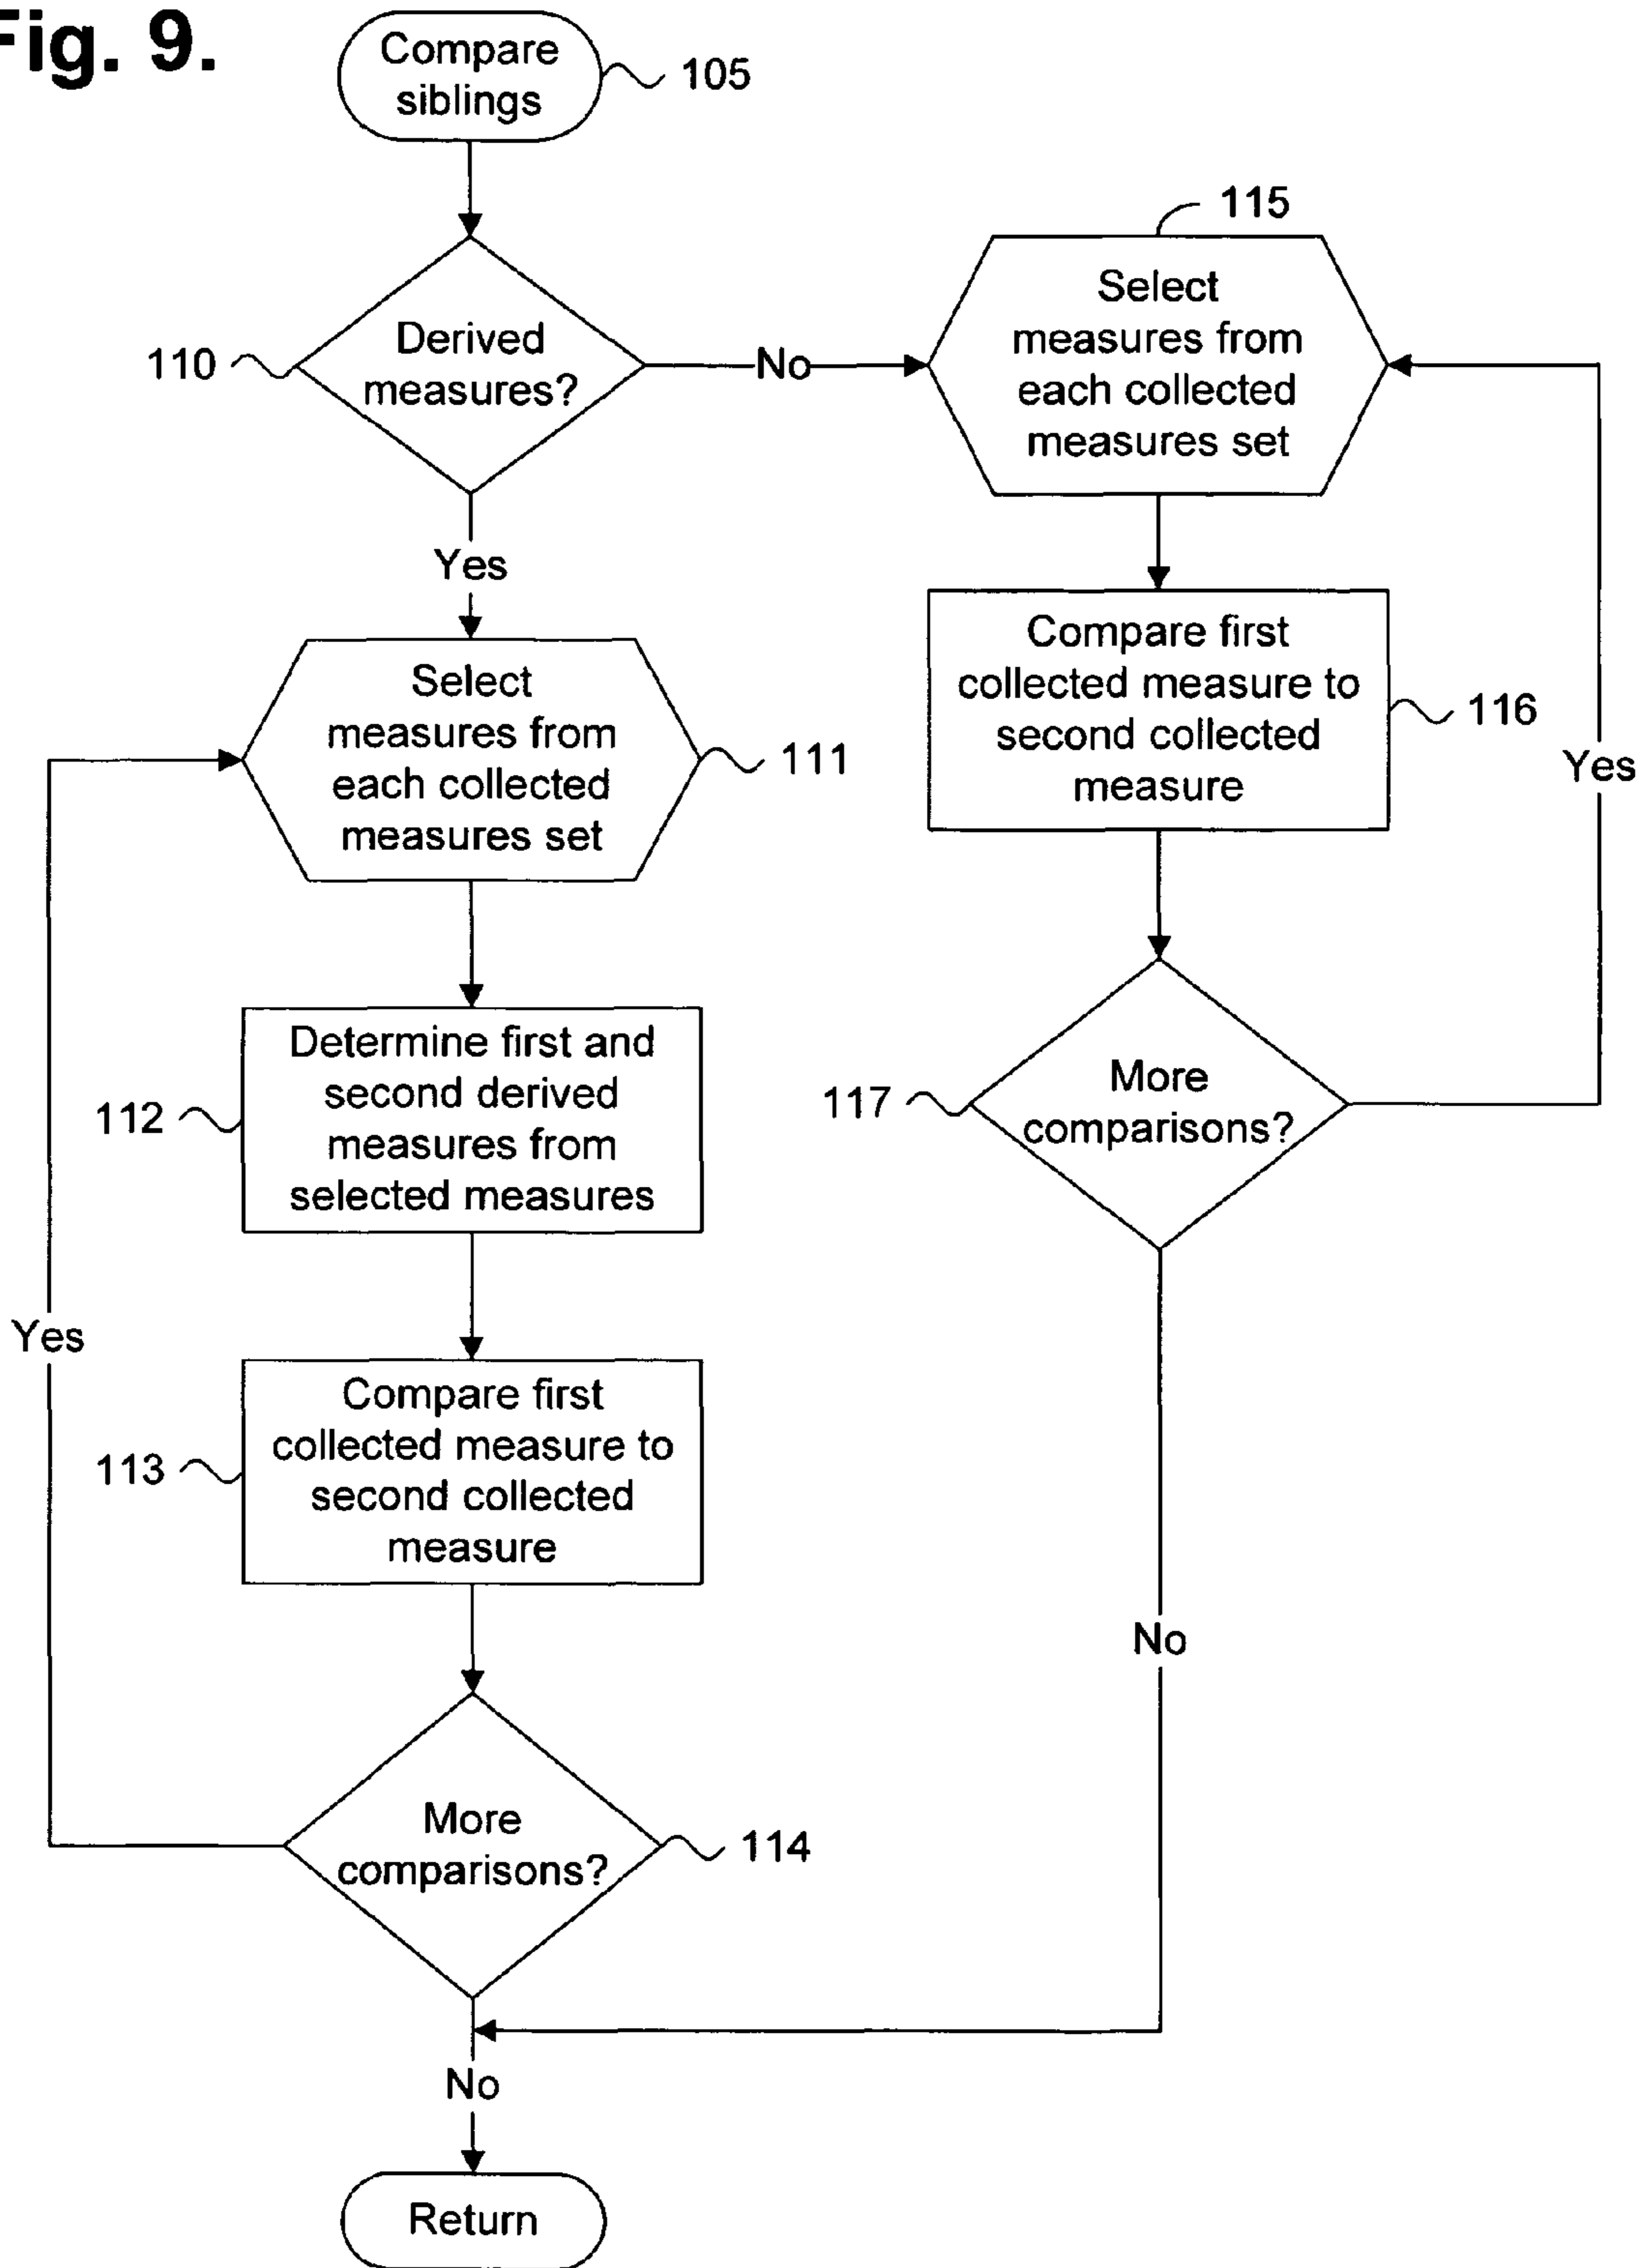 Fig. 9.
Compare
siblings
105
110
Derived
measures?
No
115
Select
measures from
each collected
measures set
Yes
Compare first
collected measure to
second collected
measure
116
Yes
Select
measures from
each collected
measures set
111
Determine first and
second derived
measures from
selected measures
112
117
More
comparisons?
Yes
Compare first
collected measure to
second collected
measure
113
No
More
comparisons?
114
No
Return